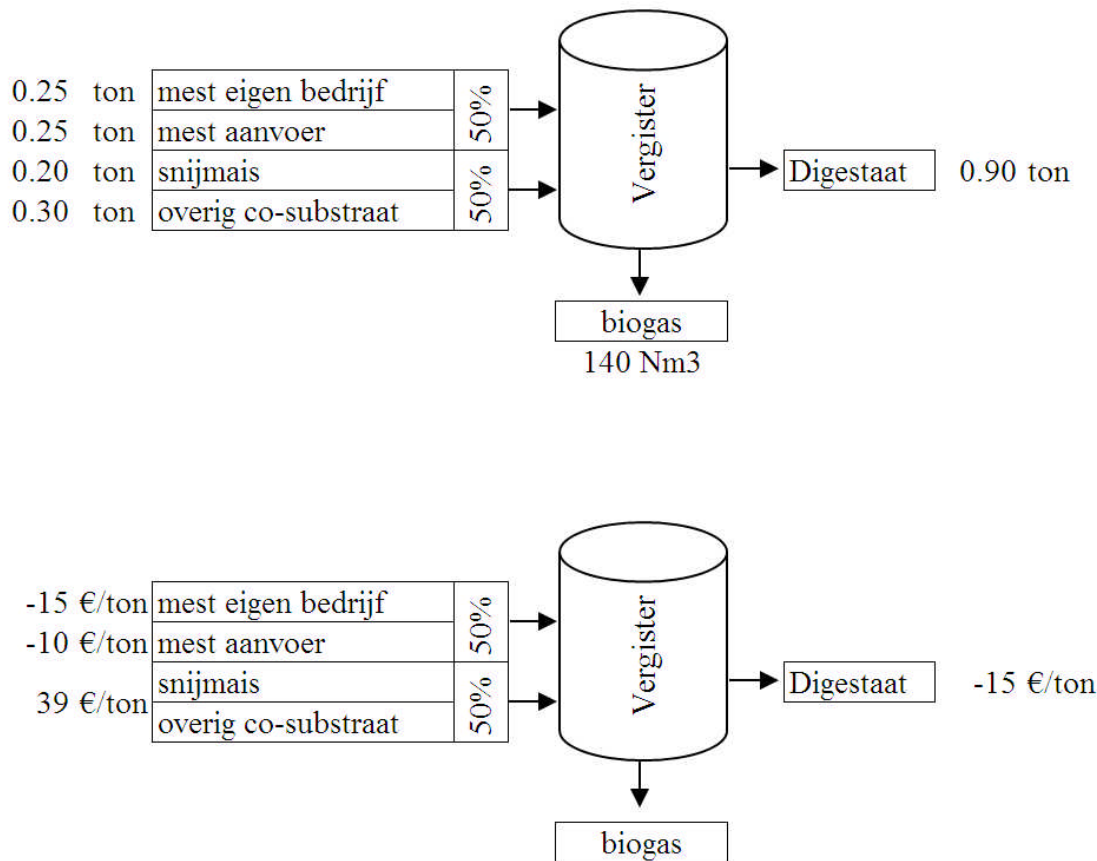 0.25 ton mest eigen bedrijf
0.25 ton mest aanvoer
50%
0.20 ton snijmais
0.30 ton overig co-substraat
50%
Vergister
Digestaat 0.90 ton
biogas
140 Nm3
-15 €/ton mest eigen bedrijf
-10 €/ton mest aanvoer
50%
39 €/ton
snijmais
overig co-substraat
50%
Vergister
Digestaat -15 €/ton
biogas